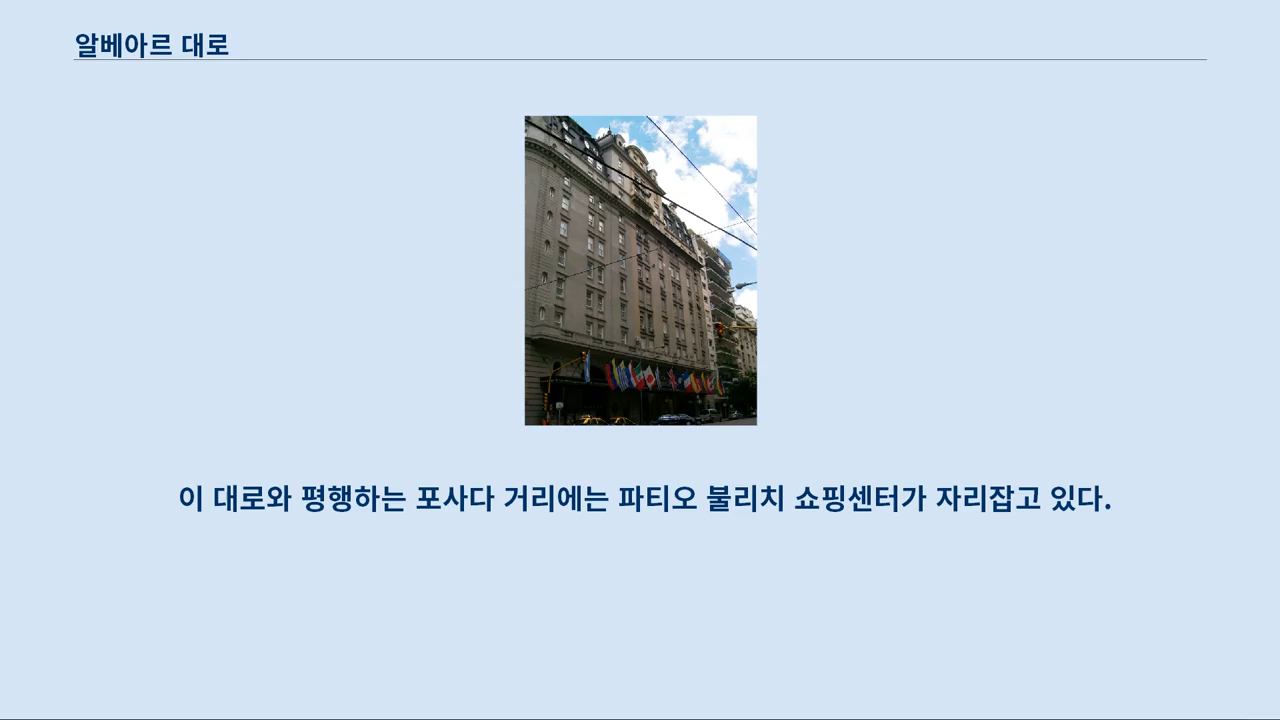 알베아르 대로
이 대로와 평행하는 포사다 거리에는 파티오 불리치 쇼핑센터가 자리잡고 있다.